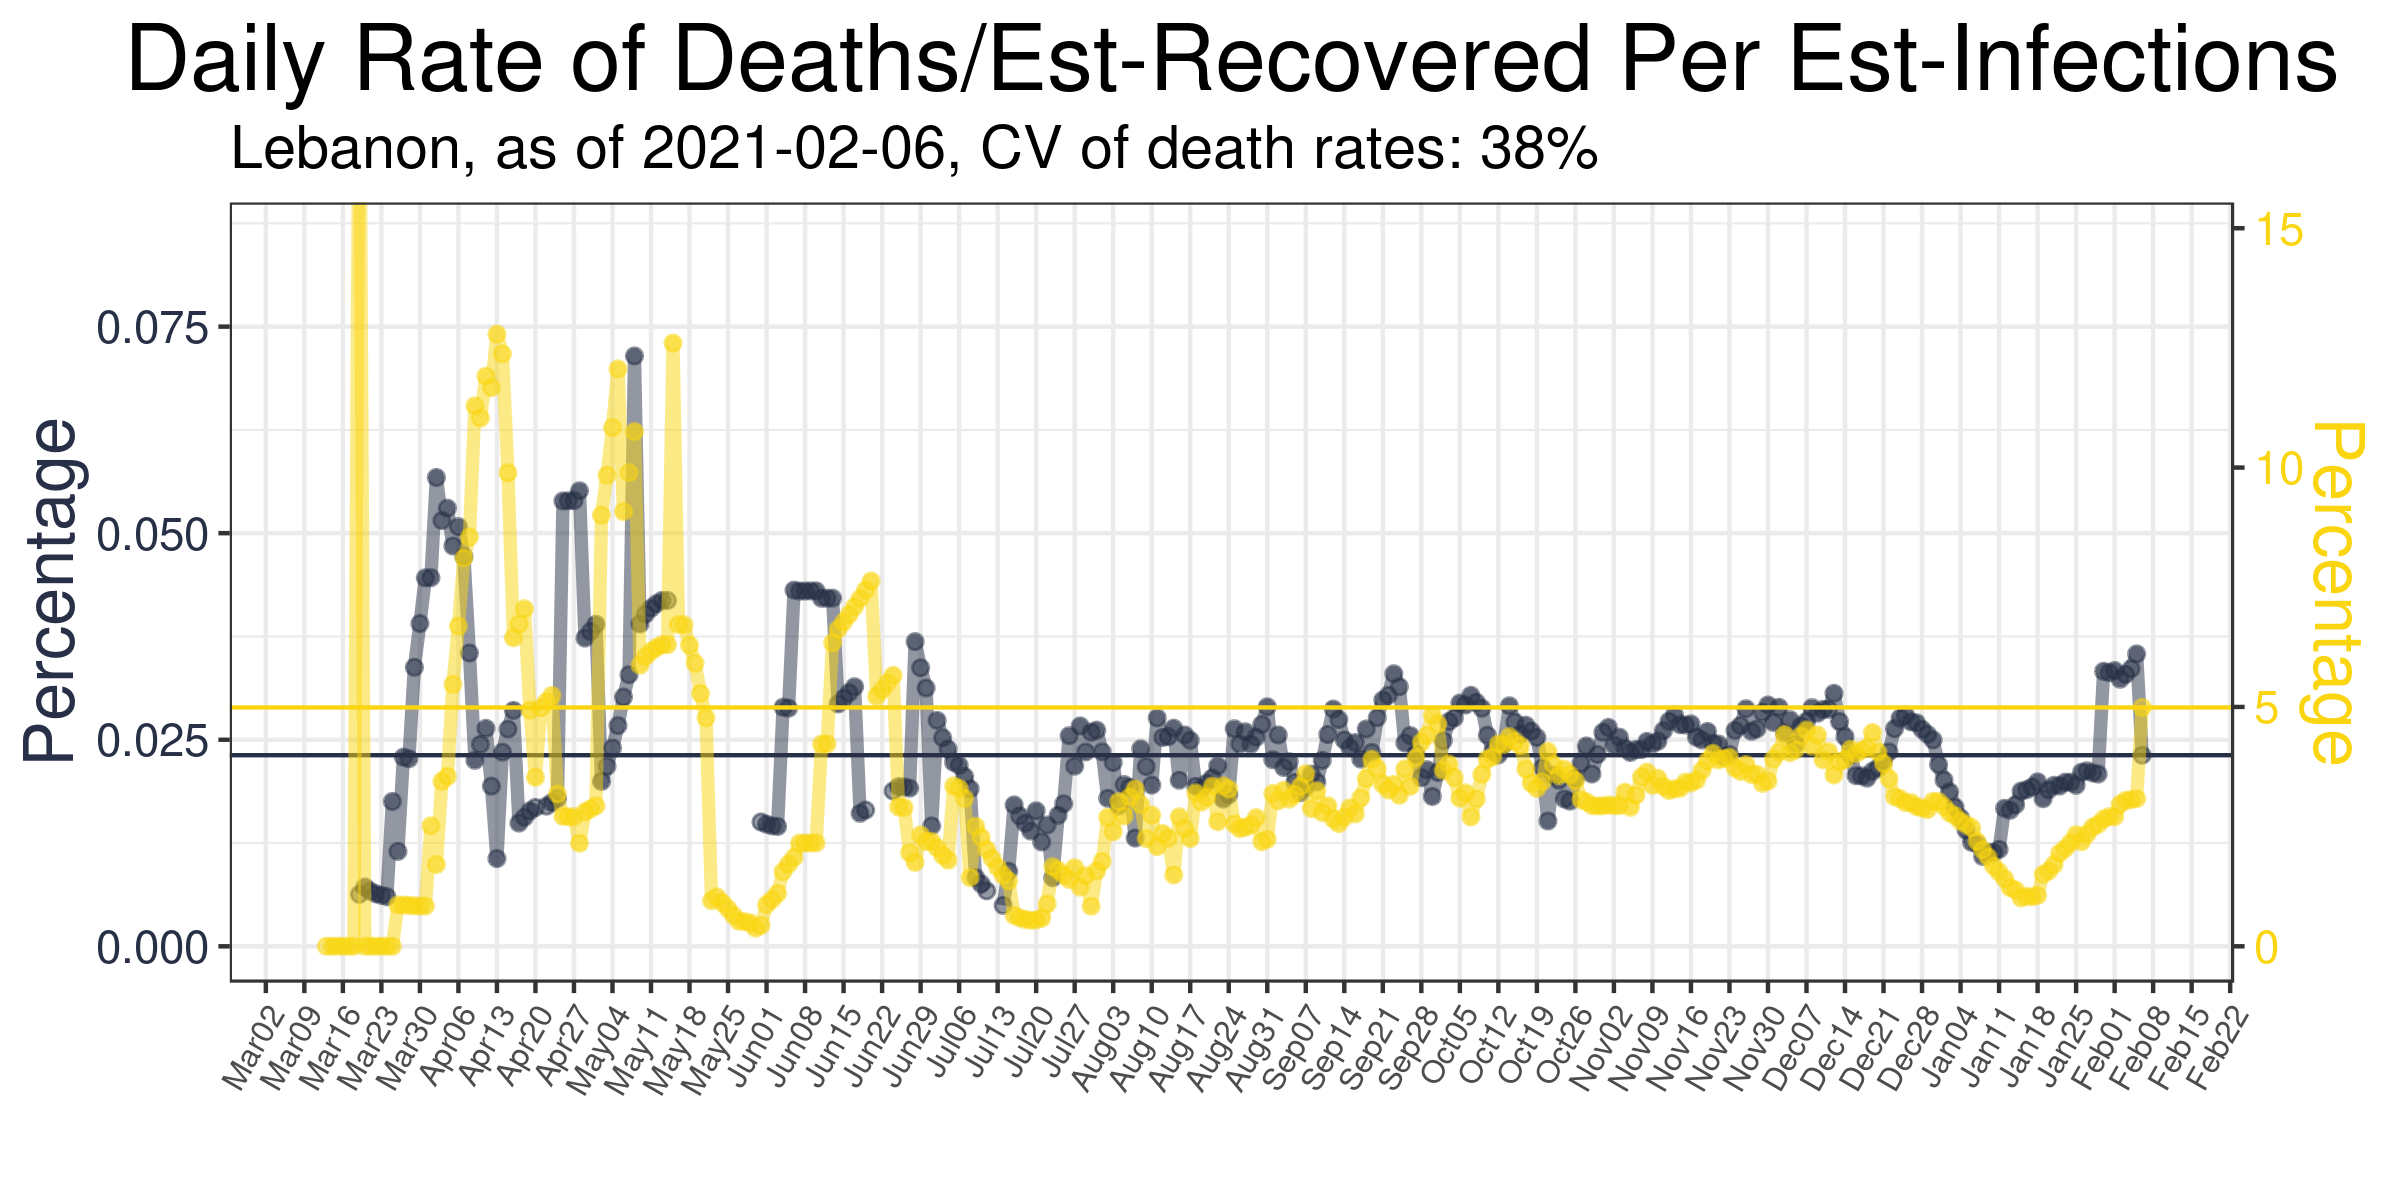 Daily Rate of Deaths/Est-Recovered Per Est-Infections
Lebanon, as of 2021-02-06, CV of death rates: 38%
Percentage
0.075
0.050
0.025
0.000
15
10
5
0
Percentage
Mar02
Mar09
Mar16
Mar23
Mar30
Apr06
Apr13
Apr20
Apr27
May04
May11
May18
May25
Jun01
Jun08
Jun15
Jun22
Jun29
Jul06
Jul13
Jul20
Jul27
Aug03
Aug10
Aug17
Aug24
Aug31
Sep07
Sep14
Sep21
Sep28
Oct05
Oct12
Oct19
Oct26
Nov02
Nov09
Nov16
Nov23
Nov30
Dec07
Dec14
Dec21
Dec28
Jan04
Jan11
Jan18
Jan25
Feb01
Feb08
Feb15
Feb22